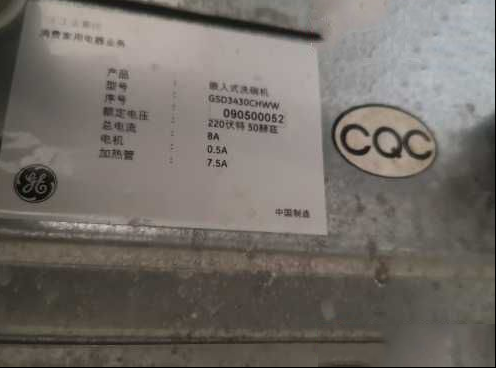 消费家用电器业务
产品 : 嵌入式洗碗机
型号 : GSD3430CHWW
序号 : 090500052
额定电压 : 220伏特 50赫兹
总电流 : 8A
电机 : 0.5A
加热管 : 7.5A
中国制造
GE
CQC